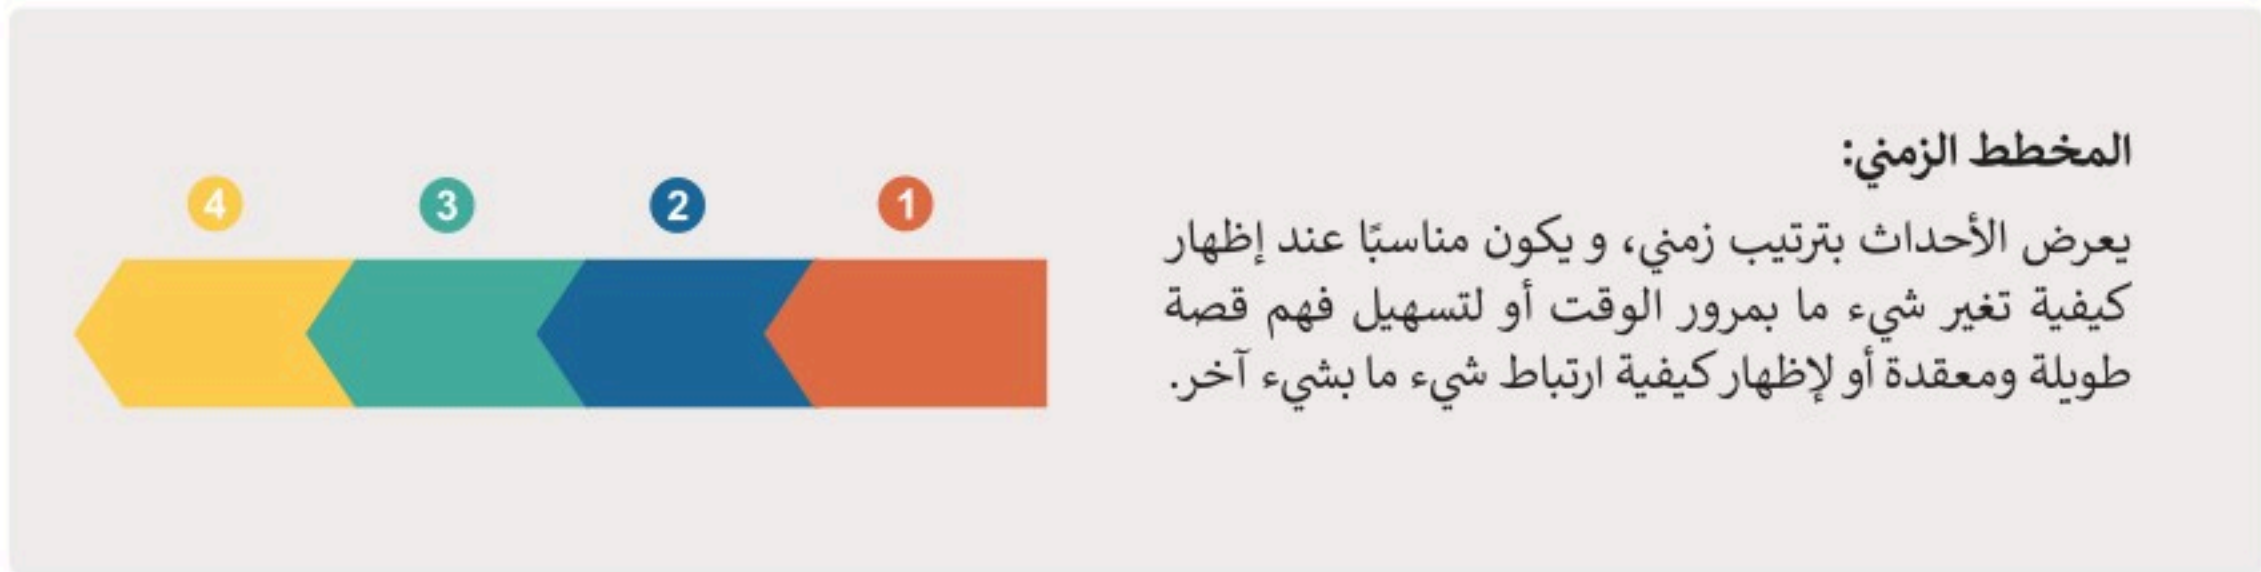 المخطط الزمني:
يعرض الأحداث بترتيب زمني، و يكون مناسبًا عند إظهار
كيفية تغير شيء ما بمرور الوقت أو لتسهيل فهم قصة
طويلة ومعقدة أو لإظهار كيفية ارتباط شيء ما بشيء آخر.
1
2
3
4